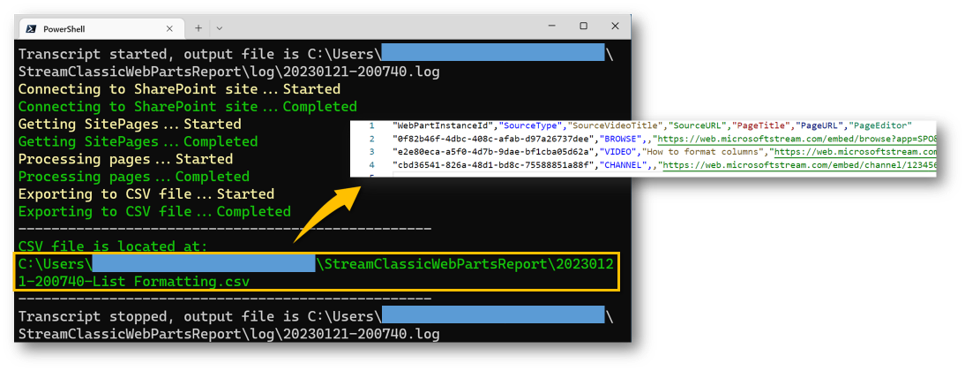 PowerShell
Transcript started, output file is C:\Users\ \
StreamClassicWebPartsReport\log\20230121-200740.log
Connecting to SharePoint site ... Started
Connecting to SharePoint site ... Completed
Getting SitePages ... Started
Getting SitePages ... Completed
Processing pages ... Started
Processing pages ... Completed
Exporting to CSV file ... Started
Exporting to CSV file ... Completed
--------------------------------------------------
CSV file is located at:
C:\Users\ \StreamClassicWebPartsReport\2023012
1-200740-List Formatting.csv
--------------------------------------------------
Transcript stopped, output file is C:\Users\ \
StreamClassicWebPartsReport\log\20230121-200740.log
1 "WebPartInstanceId","SourceType","SourceVideoTitle","SourceURL","PageTitle","PageURL","PageEditor"
2 "0f82b46f-4dbc-408c-afab-d97a26737dee","BROWSE",,"https://web.microsoftstream.com/embed/browse?app=SPO&
3 "e2e80eca-a5f0-4d7b-9dae-bf1cba05d62a","VIDEO","How to format columns","https://web.microsoftstream.com
4 "cbd36541-826a-48d1-bd8c-75588851a88f","CHANNEL",,"https://web.microsoftstream.com/embed/channel/123456